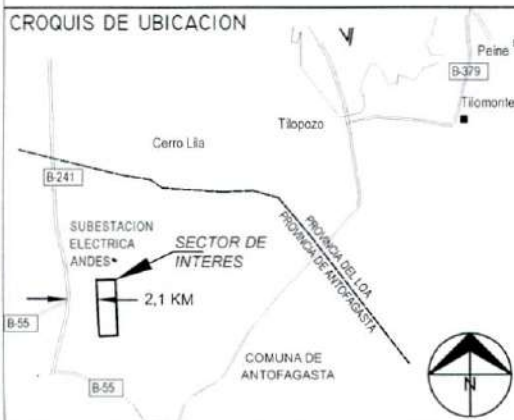 CROQUIS DE UBICACION
Peine
B-379
Tilomonte
Tilopozo
Cerro Lila
B-241
PROVINCIA DEL LOA
PROVINCIA DE ANTOFAGASTA
SUBESTACION
ELECTRICA
ANDES
SECTOR DE
INTERES
2,1 KM
B-55
COMUNA DE
ANTOFAGASTA
B-55
N